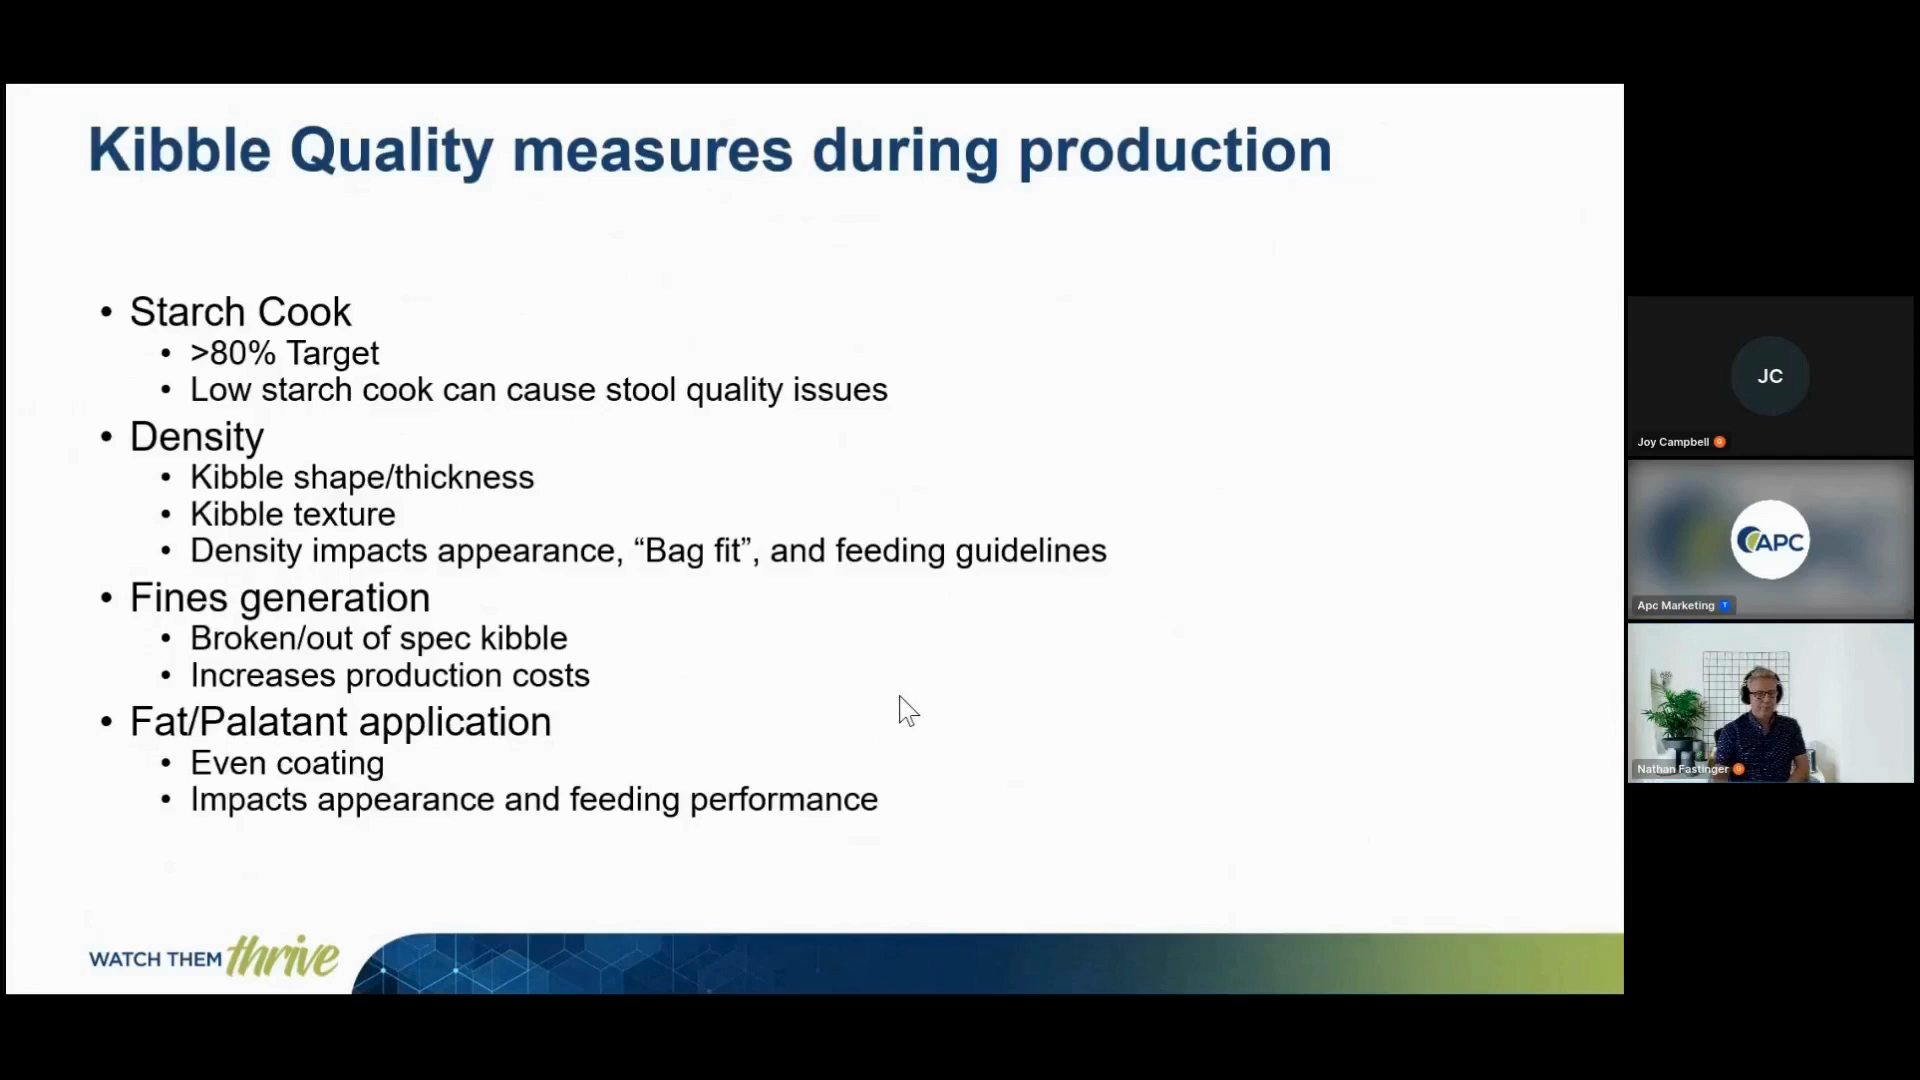 Kibble Quality measures during production
• Starch Cook
• >80% Target
• Low starch cook can cause stool quality issues
• Density
• Kibble shape/thickness
• Kibble texture
• Density impacts appearance, “Bag fit”, and feeding guidelines
• Fines generation
• Broken/out of spec kibble
• Increases production costs
• Fat/Palatant application
• Even coating
• Impacts appearance and feeding performance
WATCH THEM thrive
JC
Joy Campbell
APC
Apc Marketing
Nathan Fastinger